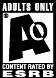 ADULTS ONLY
AO
CONTENT RATED BY
ESRB